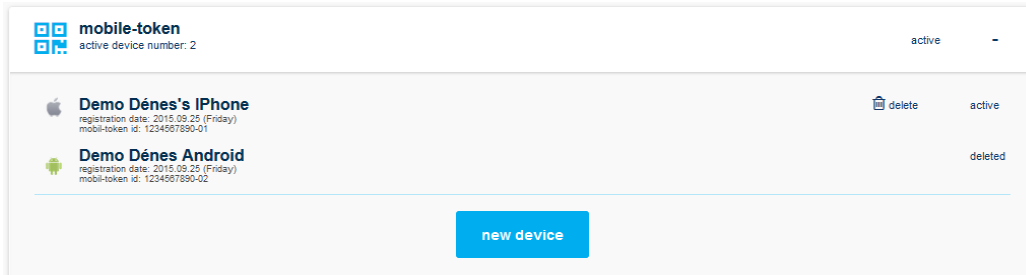 mobile-token
active device number: 2
active
-
Demo Dénes's IPhone
registration date: 2015.09.25 (Friday)
mobil-token id: 1234567890-01
delete
active
Demo Dénes Android
registration date: 2015.09.25 (Friday)
mobil-token id: 1234567890-02
deleted
new device